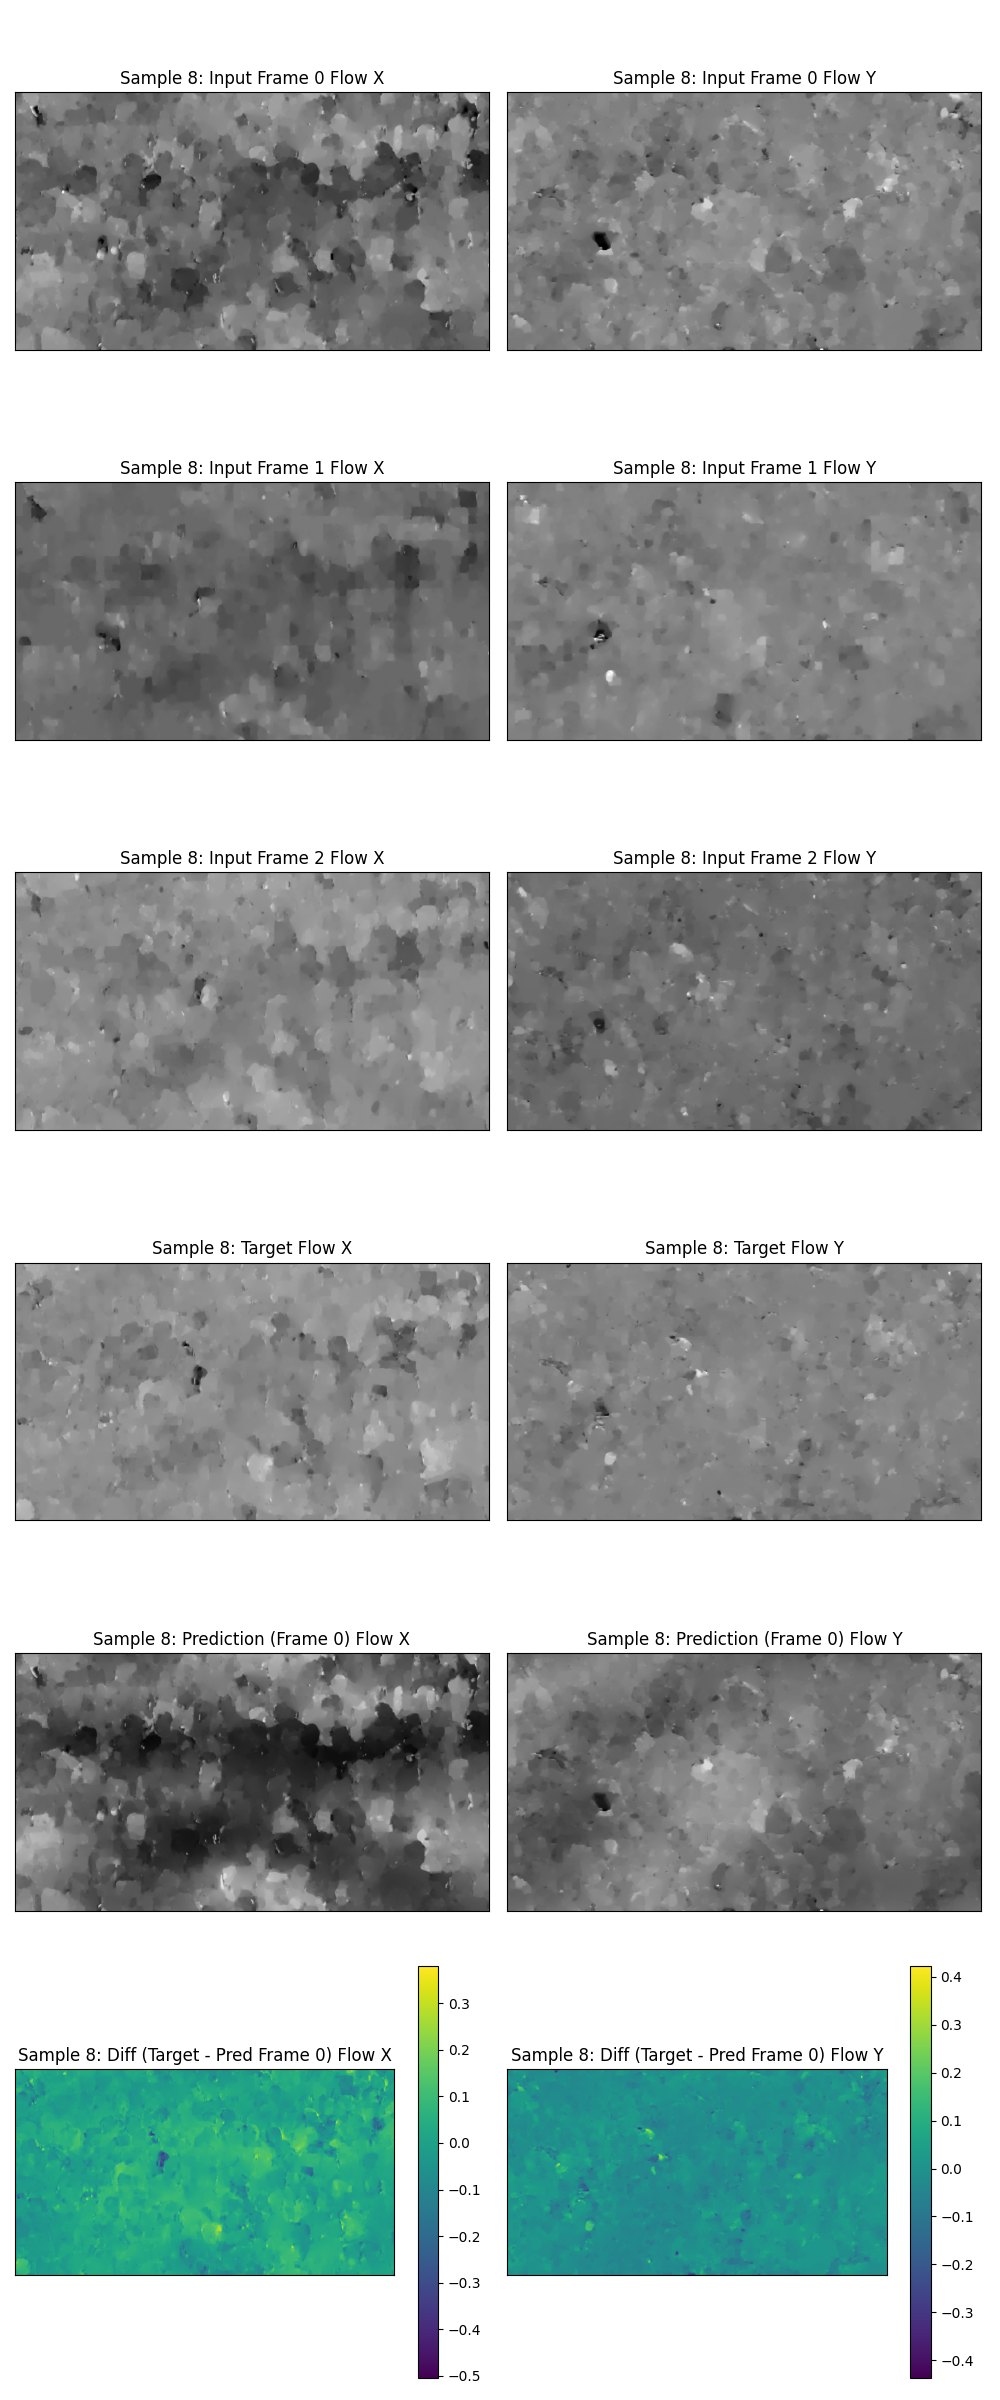 Sample 8: Input Frame 0 Flow X
Sample 8: Input Frame 0 Flow Y
Sample 8: Input Frame 1 Flow X
Sample 8: Input Frame 1 Flow Y
Sample 8: Input Frame 2 Flow X
Sample 8: Input Frame 2 Flow Y
Sample 8: Target Flow X
Sample 8: Target Flow Y
Sample 8: Prediction (Frame 0) Flow X
Sample 8: Prediction (Frame 0) Flow Y
Sample 8: Diff (Target - Pred Frame 0) Flow X
0.3
0.2
0.1
0.0
−0.1
−0.2
−0.3
−0.4
−0.5
Sample 8: Diff (Target - Pred Frame 0) Flow Y
0.4
0.3
0.2
0.1
0.0
−0.1
−0.2
−0.3
−0.4